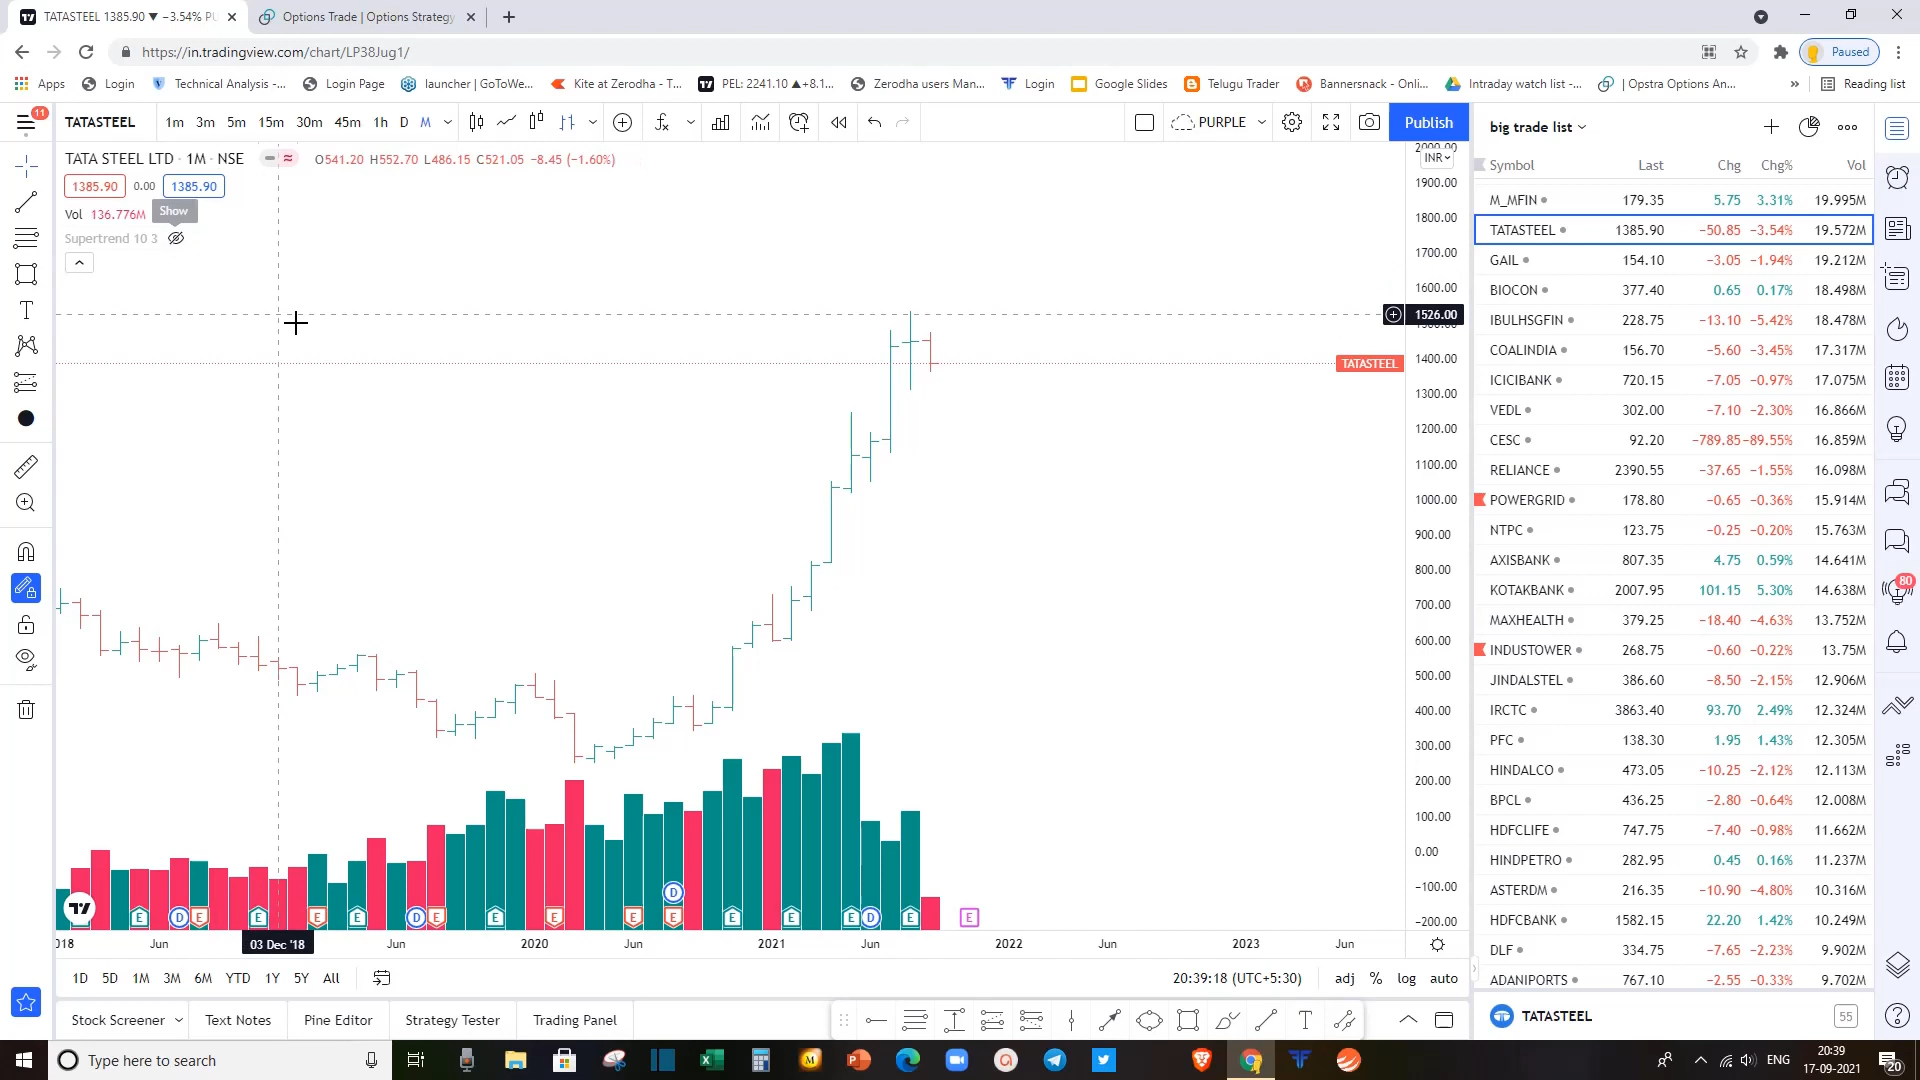 TATASTEEL 1385.90 ▼ −3.54% PU
Options Trade | Options Strategy
https://in.tradingview.com/chart/LP38Jug1/
Paused
Apps
Login
Technical Analysis -...
Login Page
launcher | GoToWe...
Kite at Zerodha - T...
PEL: 2241.10 ▲+8.1...
Zerodha users Man...
Login
Google Slides
Telugu Trader
Bannersnack - Onli...
Intraday watch list -...
| Opstra Options An...
»
Reading list
11
TATASTEEL
1m 3m 5m 15m 30m 45m 1h D M
PURPLE
Publish
TATA STEEL LTD · 1M · NSE
O541.20 H552.70 L486.15 C521.05 −8.45 (−1.60%)
1385.90 0.00 1385.90
Vol 136.776M
Show
Supertrend 10 3
2000.00
INR
1900.00
1800.00
1700.00
1600.00
1526.00
1500.00
1400.00
TATASTEEL
1300.00
1200.00
1100.00
1000.00
900.00
800.00
700.00
600.00
500.00
400.00
300.00
200.00
100.00
0.00
−100.00
−200.00
E D E E E E D E E E E D E E E E D E E
018 Jun 03 Dec '18 Jun 2020 Jun 2021 Jun 2022 Jun 2023 Jun
1D 5D 1M 3M 6M YTD 1Y 5Y All
20:39:18 (UTC+5:30) adj % log auto
Stock Screener
Text Notes
Pine Editor
Strategy Tester
Trading Panel
big trade list
Symbol Last Chg Chg% Vol
M_MFIN 179.35 5.75 3.31% 19.995M
TATASTEEL 1385.90 −50.85 −3.54% 19.572M
GAIL 154.10 −3.05 −1.94% 19.212M
BIOCON 377.40 0.65 0.17% 18.498M
IBULHSGFIN 228.75 −13.10 −5.42% 18.478M
COALINDIA 156.70 −5.60 −3.45% 17.317M
ICICIBANK 720.15 −7.05 −0.97% 17.075M
VEDL 302.00 −7.10 −2.30% 16.866M
CESC 92.20 −789.85 −89.55% 16.859M
RELIANCE 2390.55 −37.65 −1.55% 16.098M
POWERGRID 178.80 −0.65 −0.36% 15.914M
NTPC 123.75 −0.25 −0.20% 15.763M
AXISBANK 807.35 4.75 0.59% 14.641M
KOTAKBANK 2007.95 101.15 5.30% 14.638M
MAXHEALTH 379.25 −18.40 −4.63% 13.752M
INDUSTOWER 268.75 −0.60 −0.22% 13.75M
JINDALSTEL 386.60 −8.50 −2.15% 12.906M
IRCTC 3863.40 93.70 2.49% 12.324M
PFC 138.30 1.95 1.43% 12.305M
HINDALCO 473.05 −10.25 −2.12% 12.113M
BPCL 436.25 −2.80 −0.64% 12.008M
HDFCLIFE 747.75 −7.40 −0.98% 11.662M
HINDPETRO 282.95 0.45 0.16% 11.237M
ASTERDM 216.35 −10.90 −4.80% 10.316M
HDFCBANK 1582.15 22.20 1.42% 10.249M
DLF 334.75 −7.65 −2.23% 9.902M
ADANIPORTS 767.10 −2.55 −0.33% 9.702M
TATASTEEL 55
80
Type here to search
ENG
20:39
17-09-2021
20